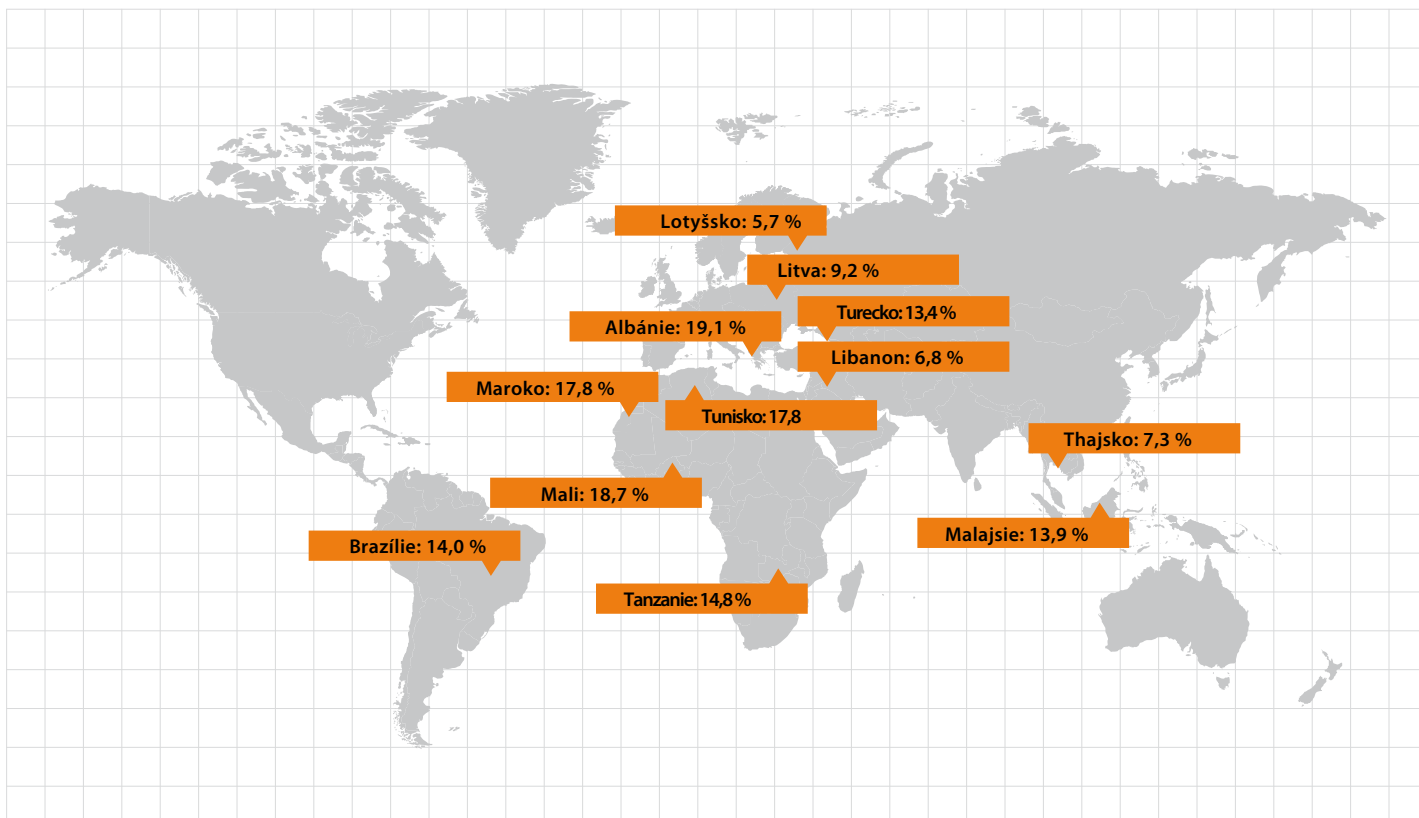 Lotyšsko: 5,7 %
Litva: 9,2 %
Turecko: 13,4 %
Albánie: 19,1 %
Libanon: 6,8 %
Maroko: 17,8 %
Tunisko: 17,8
Thajsko: 7,3 %
Mali: 18,7 %
Malajsie: 13,9 %
Brazílie: 14,0 %
Tanzanie: 14,8 %